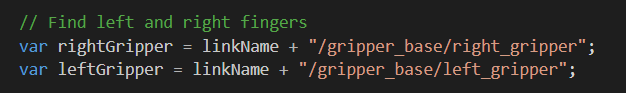 // Find left and right fingers
var rightGripper = linkName + "/gripper_base/right_gripper";
var leftGripper = linkName + "/gripper_base/left_gripper";